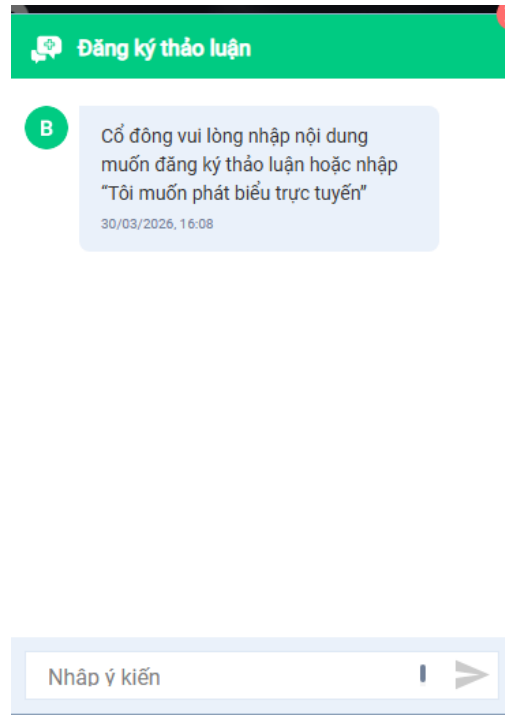 Đăng ký thảo luận
B
Cổ đông vui lòng nhập nội dung
muốn đăng ký thảo luận hoặc nhập
“Tôi muốn phát biểu trực tuyến”
30/03/2026, 16:08
Nhập ý kiến